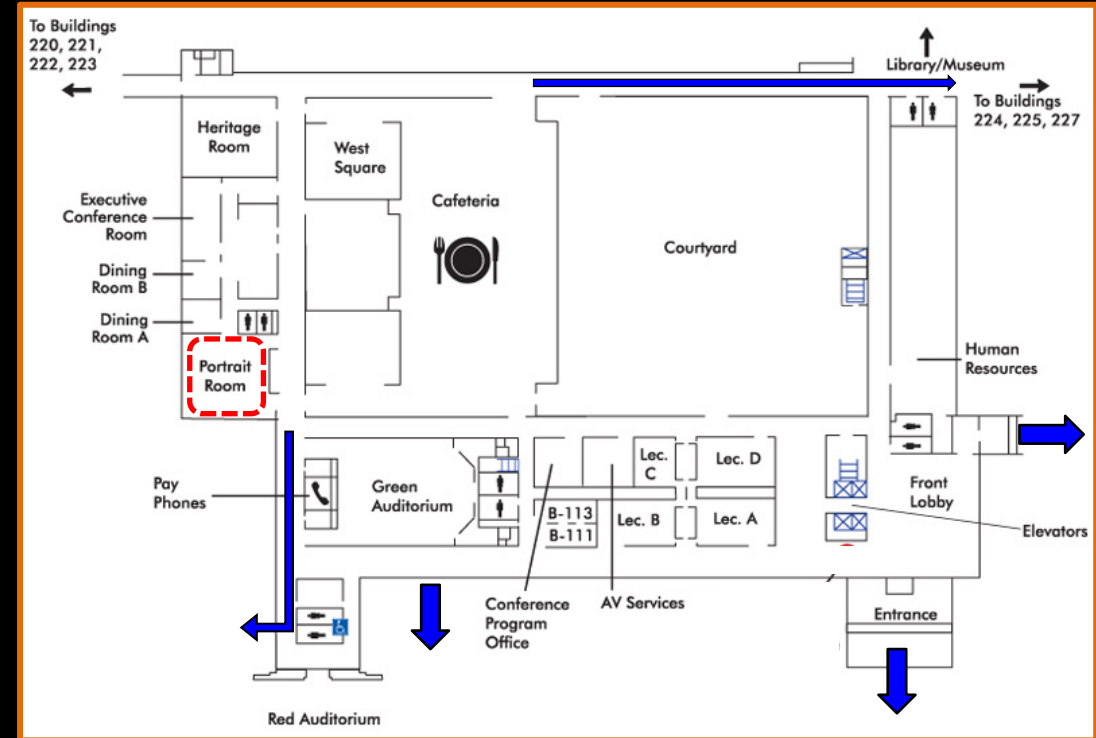 To Buildings
220, 221,
222, 223
Library/Museum
To Buildings
224, 225, 227
Heritage
Room
West
Square
Executive
Conference
Room
Cafeteria
Courtyard
Dining
Room B
Dining
Room A
Portrait
Room
Human
Resources
Pay
Phones
Green
Auditorium
Lec.
C
Lec. D
Front
Lobby
B-113
B-111
Lec. B
Lec. A
Elevators
Conference
Program
Office
AV Services
Entrance
Red Auditorium